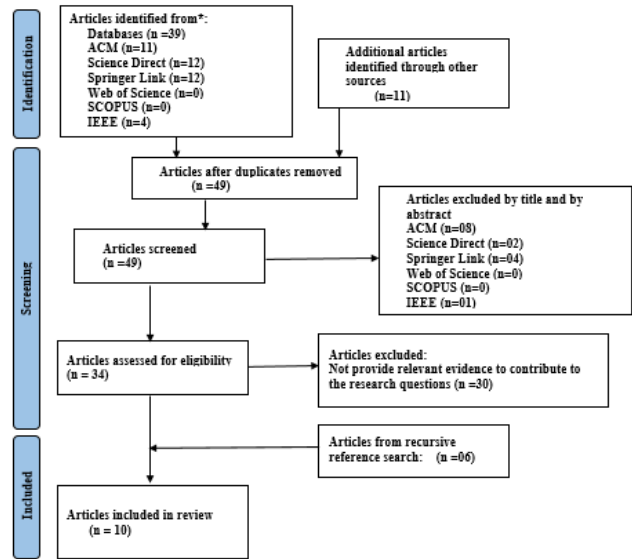 Identification
Articles identified from*:
Databases (n =39)
ACM (n=11)
Science Direct (n=12)
Springer Link (n=12)
Web of Science (n=0)
SCOPUS (n=0)
IEEE (n=4)
Additional articles
identified through other
sources
(n=11)
Screening
Articles after duplicates removed
(n =49)
Articles screened
(n =49)
Articles excluded by title and by
abstract
ACM (n=08)
Science Direct (n=02)
Springer Link (n=04)
Web of Science (n=0)
SCOPUS (n=0)
IEEE (n=01)
Articles assessed for eligibility
(n = 34)
Articles excluded:
Not provide relevant evidence to contribute to
the research questions (n =30)
Included
Articles from recursive
reference search: (n =06)
Articles included in review
(n = 10)